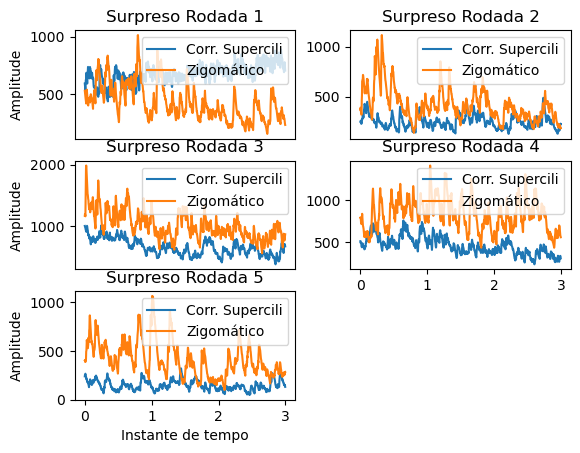 Surpreso Rodada 1
Surpreso Rodada 2
1000
500
Amplitude
Corr. Supercili
Zigomático
1000
500
Corr. Supercili
Zigomático
Surpreso Rodada 3
Surpreso Rodada 4
2000
1000
Amplitude
Corr. Supercili
Zigomático
1000
500
Corr. Supercili
Zigomático
0 1 2 3
Surpreso Rodada 5
1000
500
0
Amplitude
Corr. Supercili
Zigomático
0 1 2 3
Instante de tempo